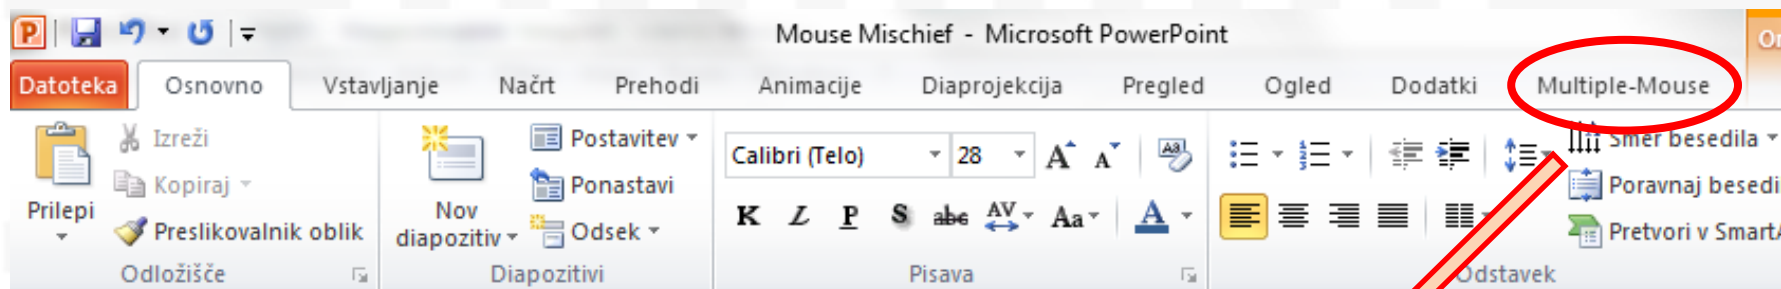 Mouse Mischief - Microsoft PowerPoint
Datoteka Osnovno Vstavljanje Načrt Prehodi Animacije Diaprojekcija Pregled Ogled Dodatki Multiple-Mouse
Prilepi
Izreži
Kopiraj
Preslikovalnik oblik
Odložišče
Nov
diapozitiv
Postavitev
Ponastavi
Odsek
Diapozitivi
Calibri (Telo) 28 A A Aa
K L P S abc AV Aa A
Pisava
Smer besedila
Poravnaj besedi
Pretvori v SmartA
Odstavek